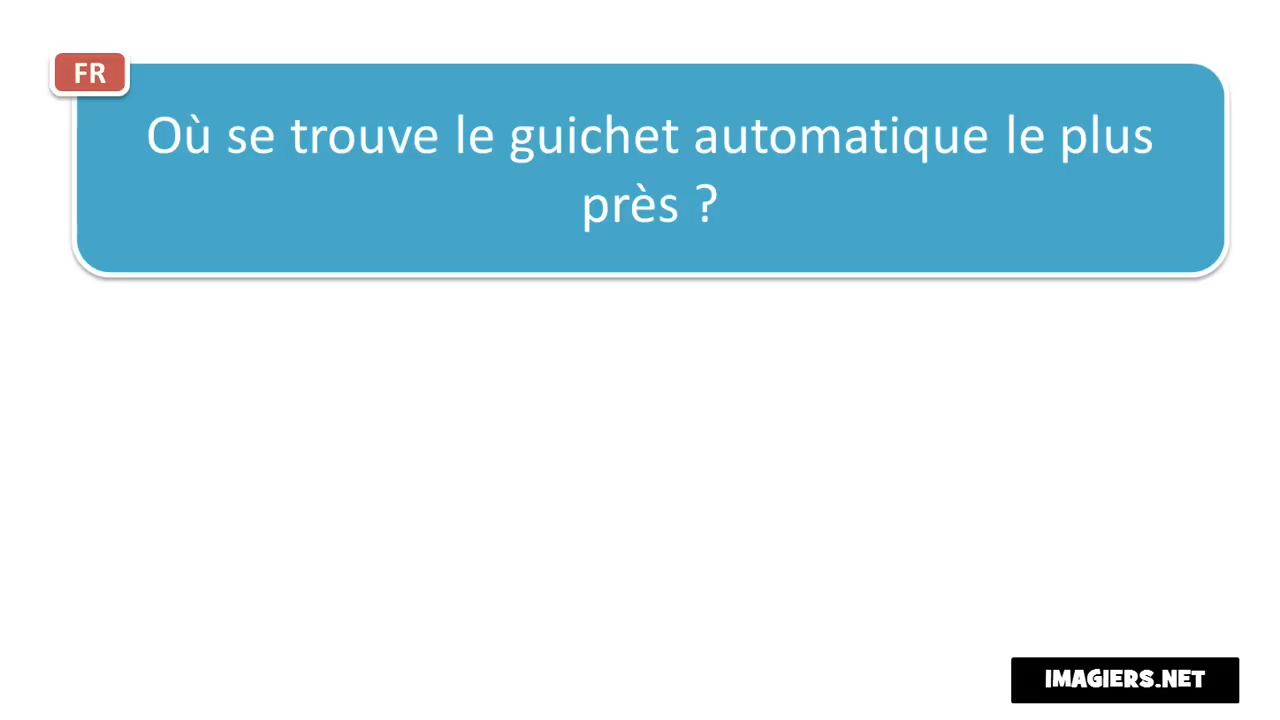 FR
Où se trouve le guichet automatique le plus
près ?
IMAGIERS.NET